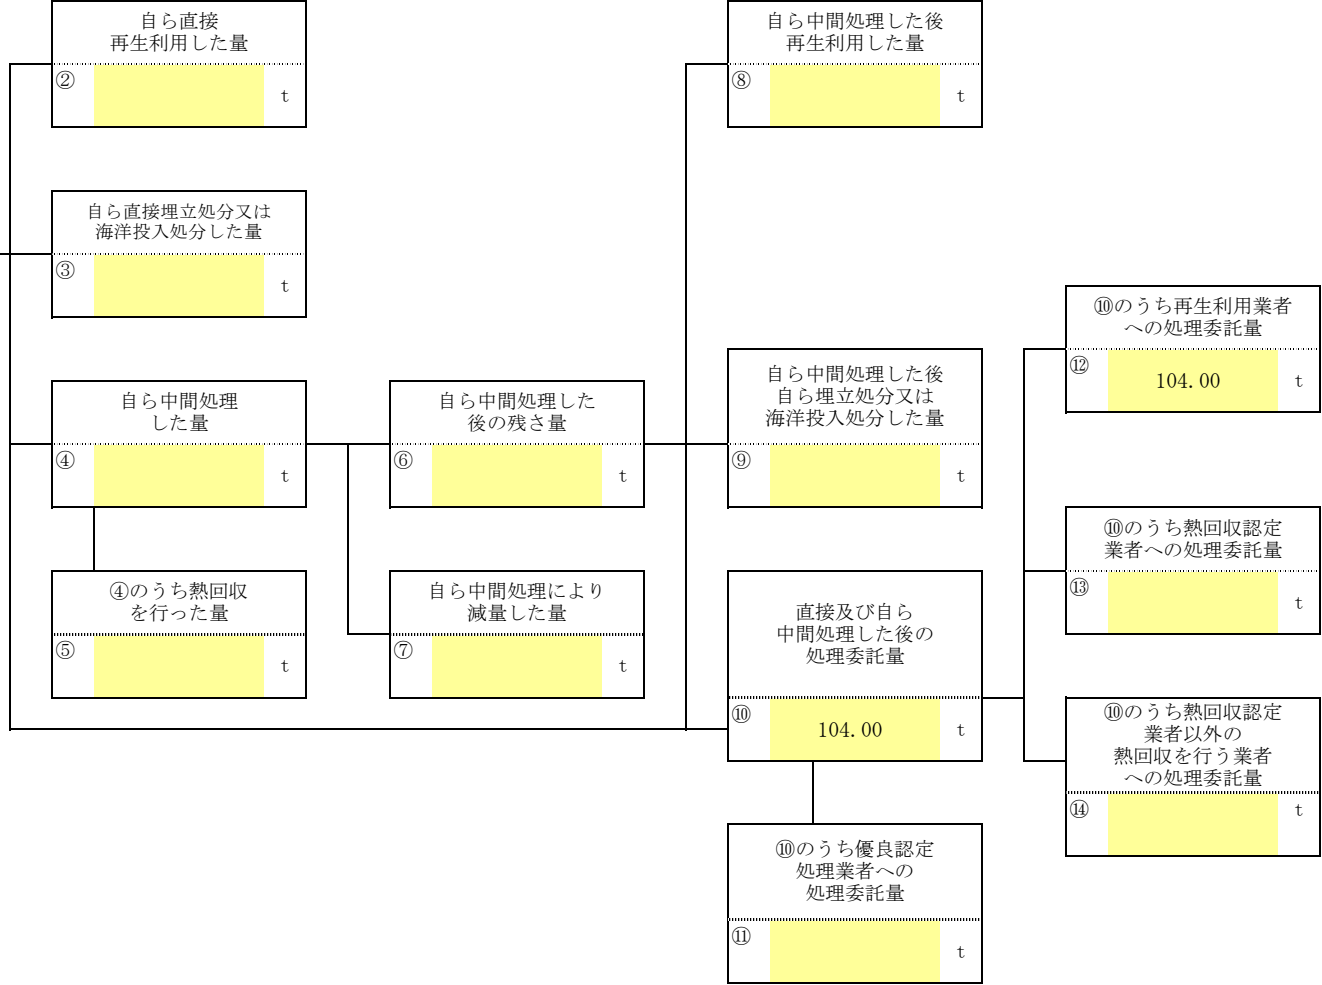 自ら直接
再生利用した量
②
t
自ら中間処理した後
再生利用した量
⑧
t
自ら直接埋立処分又は
海洋投入処分した量
③
t
⑩のうち再生利用業者
への処理委託量
⑫
104.00
t
自ら中間処理
した量
④
t
自ら中間処理した
後の残さ量
⑥
t
自ら中間処理した後
自ら埋立処分又は
海洋投入処分した量
⑨
t
⑩のうち熱回収認定
業者への処理委託量
⑬
t
④のうち熱回収
を行った量
⑤
t
自ら中間処理により
減量した量
⑦
t
直接及び自ら
中間処理した後の
処理委託量
⑩
104.00
t
⑩のうち熱回収認定
業者以外の
熱回収を行う業者
への処理委託量
⑭
t
⑩のうち優良認定
処理業者への
処理委託量
⑪
t